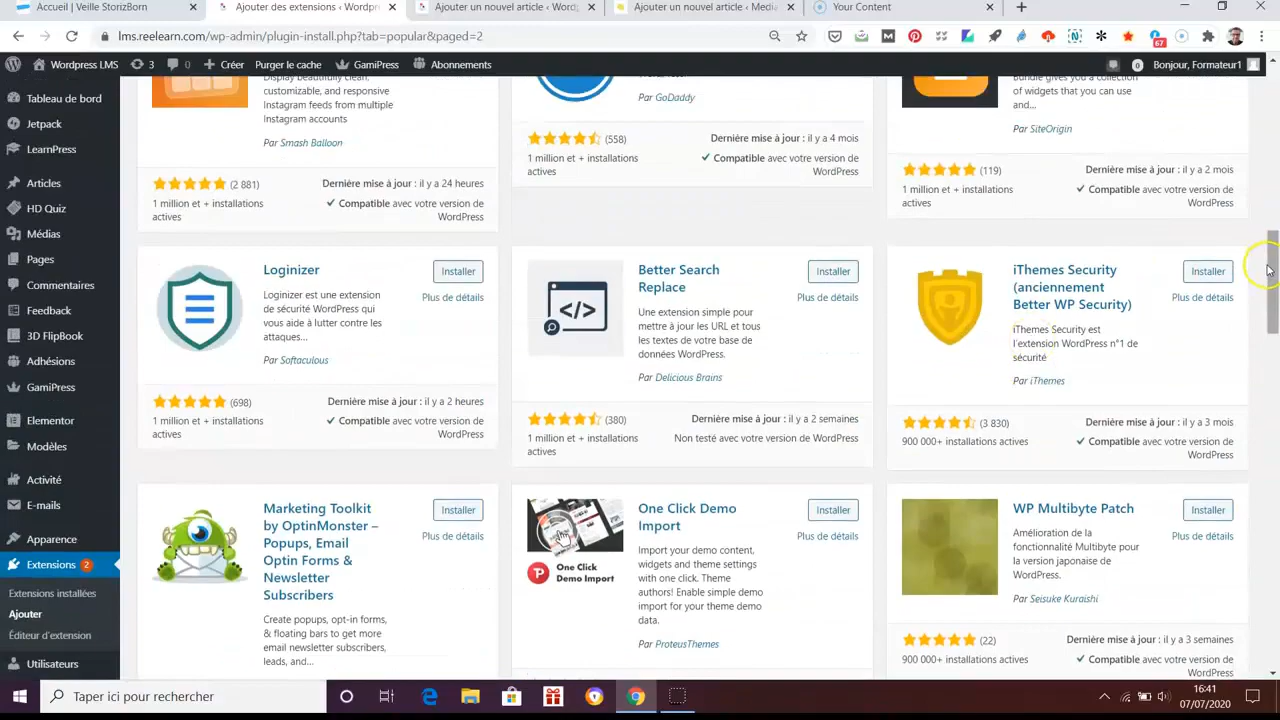 Accueil | Veille StorizBorn
Ajouter des extensions ‹ Wordpr
Ajouter un nouvel article ‹ Word
Ajouter un nouvel article ‹ Media
Your Content
lms.reelearn.com/wp-admin/plugin-install.php?tab=popular&paged=2
67
Wordpress LMS
3
0
Créer
Purger le cache
GamiPress
Abonnements
0
Bonjour, Formateur1
Tableau de bord
Jetpack
LearnPress
Articles
HD Quiz
Médias
Pages
Commentaires
Feedback
3D FlipBook
Adhésions
GamiPress
Elementor
Modèles
Activité
E-mails
Apparence
Extensions 2
Extensions installées
Ajouter
Éditeur d'extension
Utilisateurs
Display beautifully clean,
customizable, and responsive
Instagram feeds from multiple
Instagram accounts
Par Smash Balloon
(2 881)
1 million et + installations
actives
Dernière mise à jour : il y a 24 heures
Compatible avec votre version de
WordPress
Par GoDaddy
(558)
1 million et + installations
actives
Dernière mise à jour : il y a 4 mois
Compatible avec votre version de
WordPress
Bundle gives you a collection
of widgets that you can use
and...
Par SiteOrigin
(119)
1 million et + installations
actives
Dernière mise à jour : il y a 2 mois
Compatible avec votre version de
WordPress
Loginizer
Installer
Plus de détails
Loginizer est une extension
de sécurité WordPress qui
vous aide à lutter contre les
attaques...
Par Softaculous
(698)
1 million et + installations
actives
Dernière mise à jour : il y a 2 heures
Compatible avec votre version de
WordPress
Better Search
Replace
Installer
Plus de détails
Une extension simple pour
mettre à jour les URL et tous
les textes de votre base de
données WordPress.
Par Delicious Brains
(380)
1 million et + installations
actives
Dernière mise à jour : il y a 2 semaines
Non testé avec votre version de WordPress
iThemes Security
(anciennement
Better WP Security)
Installer
Plus de détails
iThemes Security est
l'extension WordPress n°1 de
sécurité
Par iThemes
(3 830)
900 000+ installations actives
Dernière mise à jour : il y a 3 mois
Compatible avec votre version de
WordPress
Marketing Toolkit
by OptinMonster –
Popups, Email
Optin Forms &
Newsletter
Subscribers
Installer
Plus de détails
Create popups, opt-in forms,
& floating bars to get more
email newsletter subscribers,
leads, and...
One Click Demo
Import
Installer
Plus de détails
One Click
Demo Import
Import your demo content,
widgets and theme settings
with one click. Theme
authors! Enable simple demo
import for your theme demo
data.
Par ProteusThemes
WP Multibyte Patch
Installer
Plus de détails
Amélioration de la
fonctionnalité Multibyte pour
la version japonaise de
WordPress.
Par Seisuke Kuraishi
(22)
900 000+ installations actives
Dernière mise à jour : il y a 3 semaines
Compatible avec votre version de
WordPress
Taper ici pour rechercher
16:41
07/07/2020